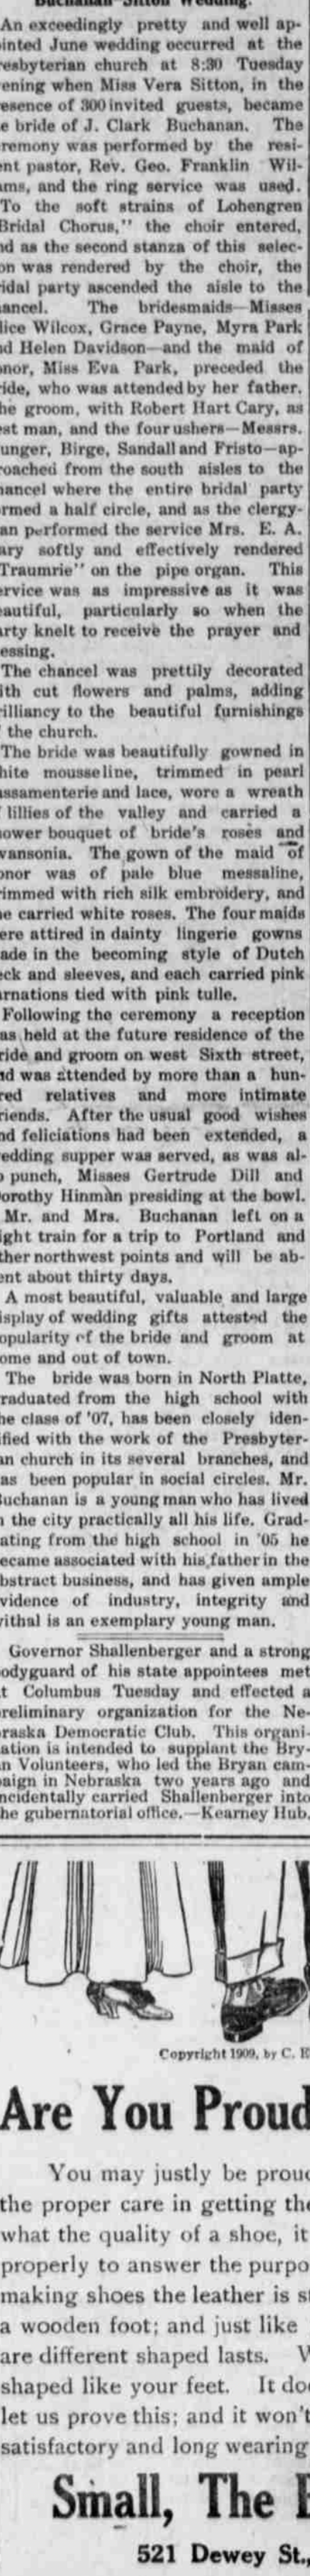 Buchanan-Sitton Wedding.
An exceedingly pretty and well ap-
ointed June wedding occurred at the
resbyterian church at 8:30 Tuesday
ening when Miss Vera Sitton, in the
esence of 300 invited guests, became
e bride of J. Clark Buchanan. The
remony was performed by the resi-
nt pastor, Rev. Geo. Franklin Wil-
ams, and the ring service was used.
To the soft strains of Lohengren
Bridal Chorus," the choir entered,
nd as the second stanza of this selec-
on was rendered by the choir, the
idal party ascended the aisle to the
ancel. The bridesmaids—Misses
lice Wilcox, Grace Payne, Myra Park
nd Helen Davidson—and the maid of
onor, Miss Eva Park, preceded the
ride, who was attended by her father.
he groom, with Robert Hart Cary, as
est man, and the four ushers—Messrs.
unger, Birge, Sandall and Fristo—ap-
roached from the south aisles to the
hancel where the entire bridal party
rmed a half circle, and as the clergy-
an performed the service Mrs. E. A.
ary softly and effectively rendered
Traumrie" on the pipe organ. This
ervice was as impressive as it was
eautiful, particularly so when the
arty knelt to receive the prayer and
essing.
The chancel was prettily decorated
ith cut flowers and palms, adding
rilliancy to the beautiful furnishings
f the church.
The bride was beautifully gowned in
hite mousseline, trimmed in pearl
assamenterie and lace, wore a wreath
f lillies of the valley and carried a
hower bouquet of bride's roses and
wansonia. The gown of the maid of
onor was of pale blue messaline,
rimmed with rich silk embroidery, and
he carried white roses. The four maids
ere attired in dainty lingerie gowns
ade in the becoming style of Dutch
eck and sleeves, and each carried pink
arnations tied with pink tulle.
Following the ceremony a reception
as held at the future residence of the
ride and groom on west Sixth street,
nd was attended by more than a hun-
red relatives and more intimate
riends. After the usual good wishes
nd feliciations had been extended, a
edding supper was served, as was al-
o punch, Misses Gertrude Dill and
orothy Hinman presiding at the bowl.
Mr. and Mrs. Buchanan left on a
ight train for a trip to Portland and
ther northwest points and will be ab-
ent about thirty days.
A most beautiful, valuable and large
isplay of wedding gifts attested the
opularity of the bride and groom at
ome and out of town.
The bride was born in North Platte,
raduated from the high school with
he class of '07, has been closely iden-
ified with the work of the Presbyter-
an church in its several branches, and
as been popular in social circles. Mr.
Buchanan is a young man who has lived
n the city practically all his life. Grad-
ating from the high school in '05 he
ecame associated with his father in the
bstract business, and has given ample
vidence of industry, integrity and
vithal is an exemplary young man.
Governor Shallenberger and a strong
odyguard of his state appointees met
t Columbus Tuesday and effected a
reliminary organization for the Ne-
raska Democratic Club. This organi-
ation is intended to supplant the Bry-
n Volunteers, who led the Bryan cam-
paign in Nebraska two years ago and
ncidentally carried Shallenberger into
he gubernatorial office.—Kearney Hub.
Copyright 1909, by C. E
Are You Proud
You may justly be prou
the proper care in getting the
what the quality of a shoe, it
properly to answer the purpo
making shoes the leather is s
a wooden foot; and just like
are different shaped lasts.
shaped like your feet. It do
let us prove this; and it won't
satisfactory and long wearing
Small, The
521 Dewey St.,